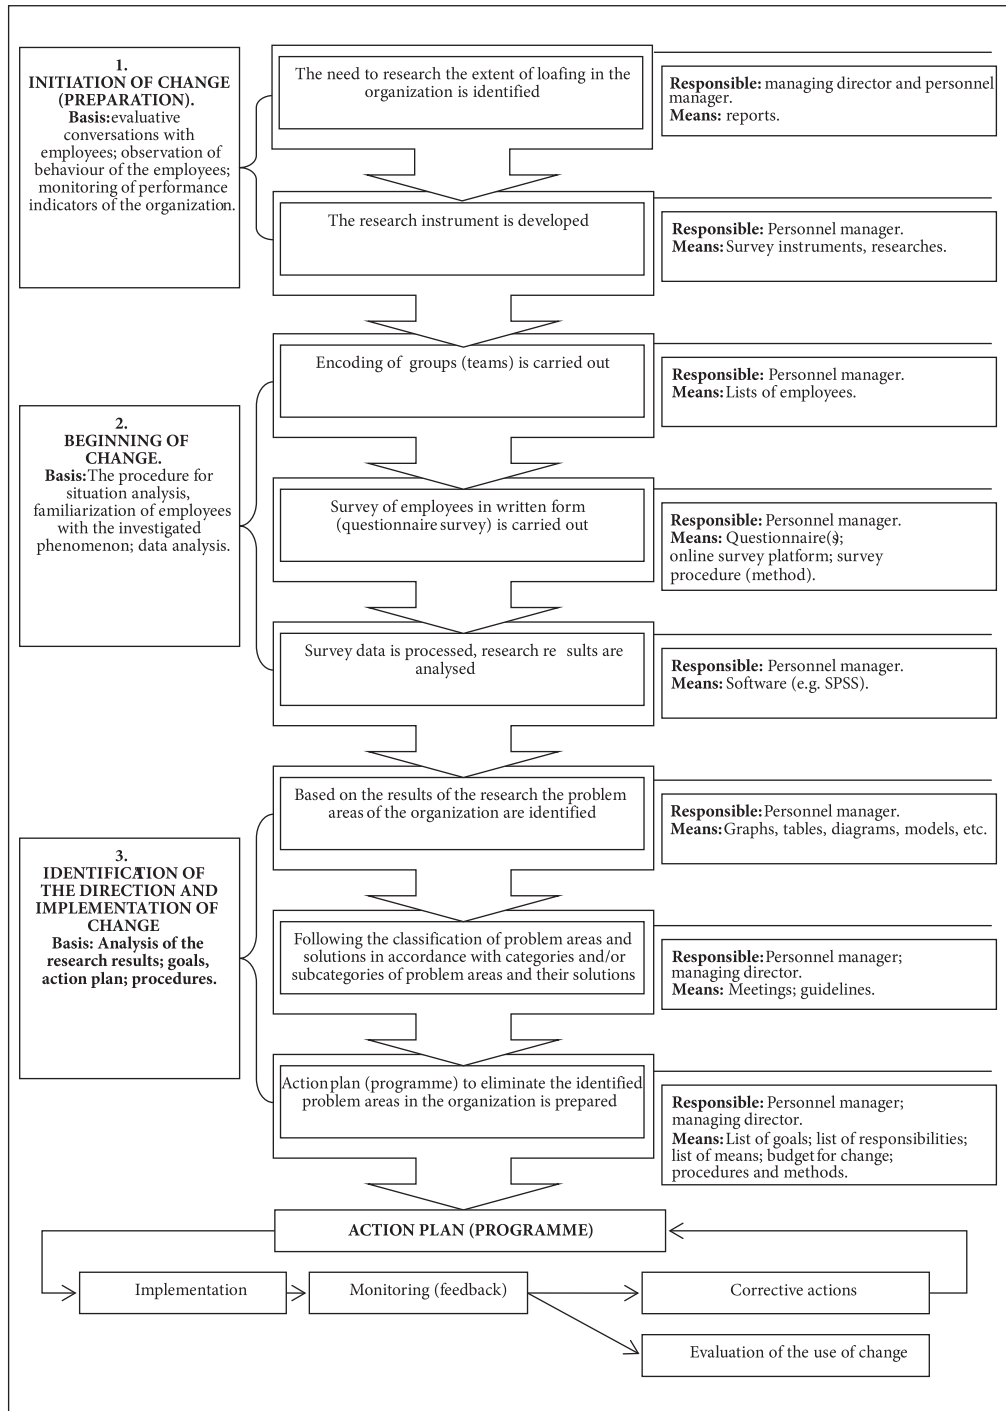 1.
INITIATION OF CHANGE
(PREPARATION).
Basis: evaluative
conversations with
employees; observation of
behaviour of the employees;
monitoring of performance
indicators of the organization.
The need to research the extent of loafing in the
organization is identified
Responsible: managing director and personnel
manager.
Means: reports.
The research instrument is developed
Responsible: Personnel manager.
Means: Survey instruments, researches.
2.
BEGINNING OF
CHANGE.
Basis: The procedure for
situation analysis,
familiarization of employees
with the investigated
phenomenon; data analysis.
Encoding of groups (teams) is carried out
Responsible: Personnel manager.
Means: Lists of employees.
Survey of employees in written form
(questionnaire survey) is carried out
Responsible: Personnel manager.
Means: Questionnaire(s);
online survey platform; survey
procedure (method).
Survey data is processed, research re sults are
analysed
Responsible: Personnel manager.
Means: Software (e.g. SPSS).
3.
IDENTIFICATION OF
THE DIRECTION AND
IMPLEMENTATION OF
CHANGE
Basis: Analysis of the
research results; goals,
action plan; procedures.
Based on the results of the research the problem
areas of the organization are identified
Responsible: Personnel manager.
Means: Graphs, tables, diagrams, models, etc.
Following the classification of problem areas and
solutions in accordance with categories and/or
subcategories of problem areas and their solutions
Responsible: Personnel manager;
managing director.
Means: Meetings; guidelines.
Action plan (programme) to eliminate the identified
problem areas in the organization is prepared
Responsible: Personnel manager;
managing director.
Means: List of goals; list of responsibilities;
list of means; budget for change;
procedures and methods.
ACTION PLAN (PROGRAMME)
Implementation
Monitoring (feedback)
Corrective actions
Evaluation of the use of change